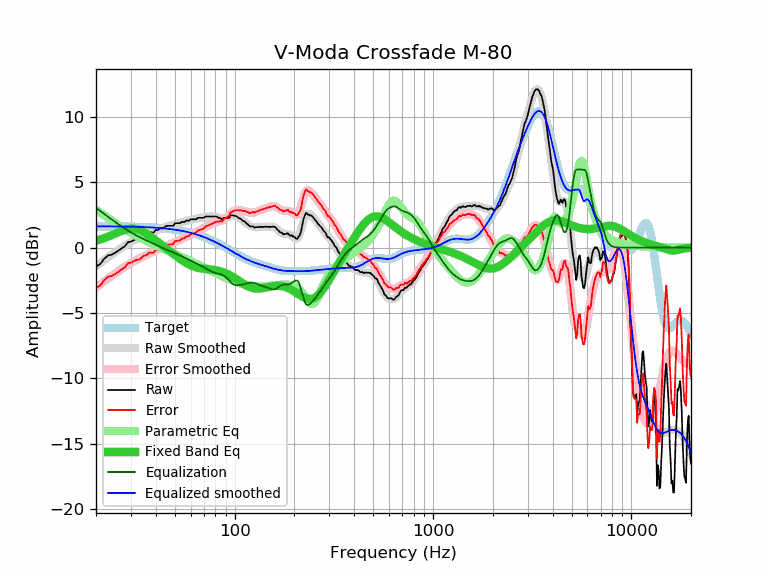 V-Moda Crossfade M-80
Amplitude (dBr)
10
5
0
−5
−10
−15
−20
Target
Raw Smoothed
Error Smoothed
Raw
Error
Parametric Eq
Fixed Band Eq
Equalization
Equalized smoothed
100
1000
10000
Frequency (Hz)